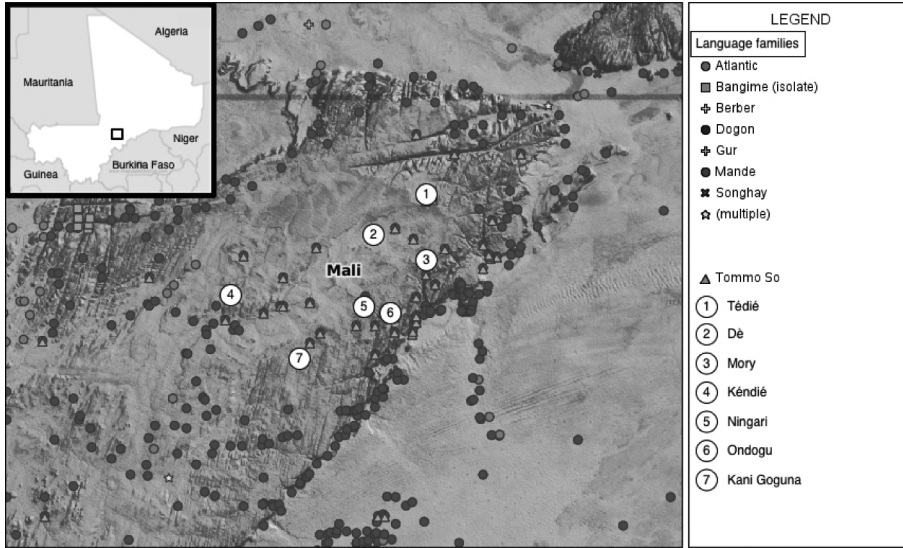 Algeria
Mauritania
Niger
Burkina Faso
Guinea
1
2
Mali
3
4
5
6
7
LEGEND
Language families
Atlantic
Bangime (isolate)
Berber
Dogon
Gur
Mande
Songhay
(multiple)
Tommo So
1 Tédié
2 Dè
3 Mory
4 Kéndié
5 Ningari
6 Ondogu
7 Kani Goguna